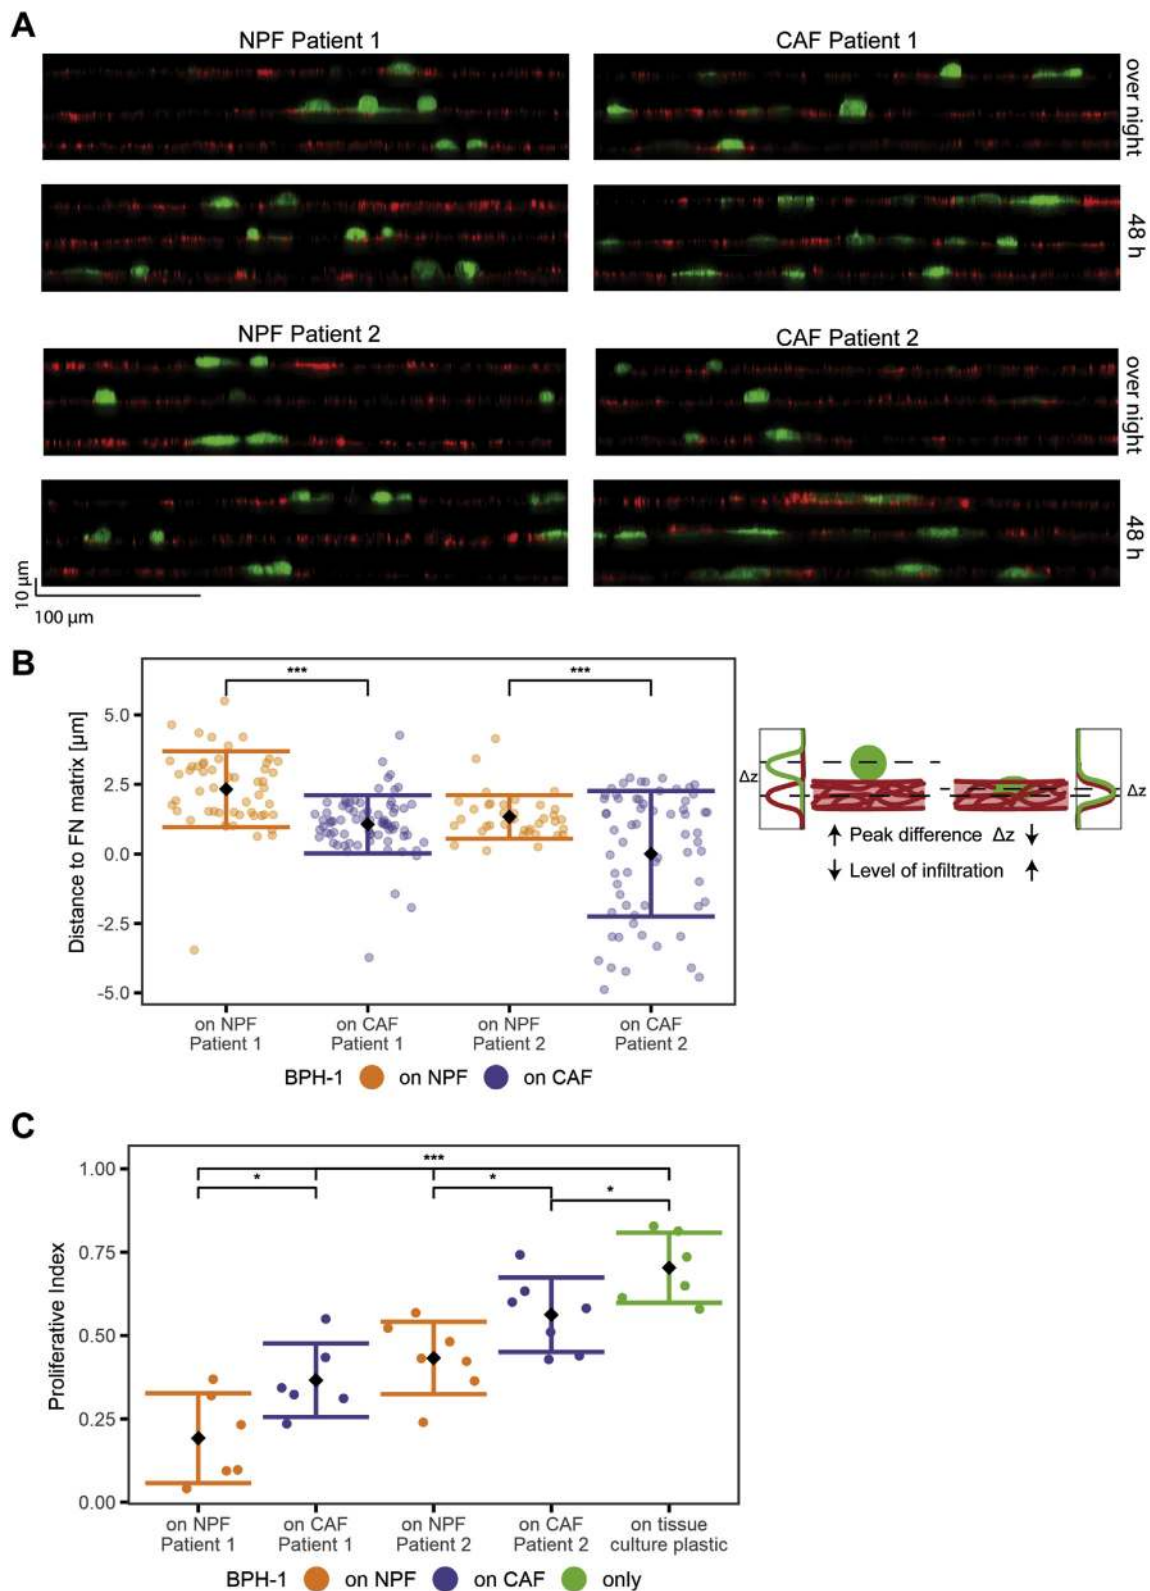 A
NPF Patient 1
CAF Patient 1
over night
48 h
NPF Patient 2
CAF Patient 2
over night
48 h
10 µm
100 µm
B
Distance to FN matrix [µm]
5.0
2.5
0.0
-2.5
-5.0
***
***
on NPF
Patient 1
on CAF
Patient 1
on NPF
Patient 2
on CAF
Patient 2
BPH-1 on NPF on CAF
Δz
Δz
↑ Peak difference Δz ↓
↓ Level of infiltration ↑
C
Proliferative Index
1.00
0.75
0.50
0.25
0.00
***
*
*
*
on NPF
Patient 1
on CAF
Patient 1
on NPF
Patient 2
on CAF
Patient 2
on tissue
culture plastic
BPH-1 on NPF on CAF only